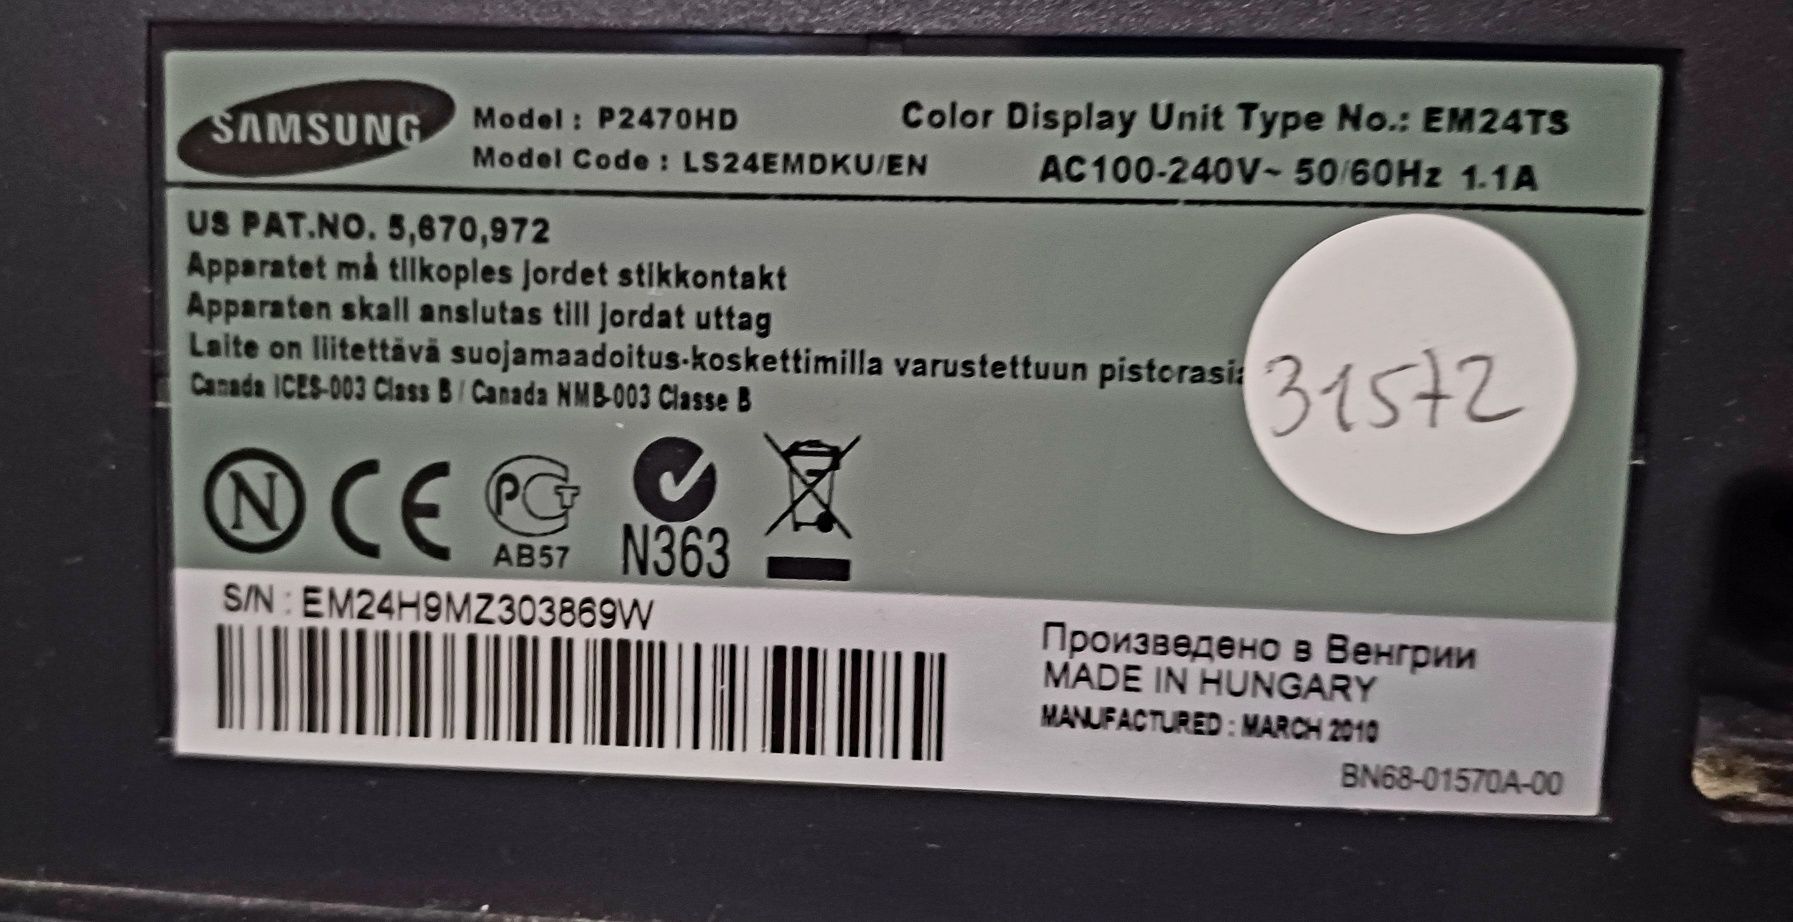 SAMSUNG
Model : P2470HD
Model Code : LS24EMDKU/EN
Color Display Unit Type No.: EM24TS
AC100-240V~ 50/60Hz 1.1A
US PAT.NO. 5,670,972
Apparatet må tilkoples jordet stikkontakt
Apparaten skall anslutas till jordat uttag
Laite on liitettävä suojamaadoitus-koskettimilla varustettuun pistorasia
Canada ICES-003 Class B / Canada NMB-003 Classe B
31572
N
CE
PCT
AB57
N363
S/N : EM24H9MZ303869W
Произведено в Венгрии
MADE IN HUNGARY
MANUFACTURED : MARCH 2010
BN68-01570A-00